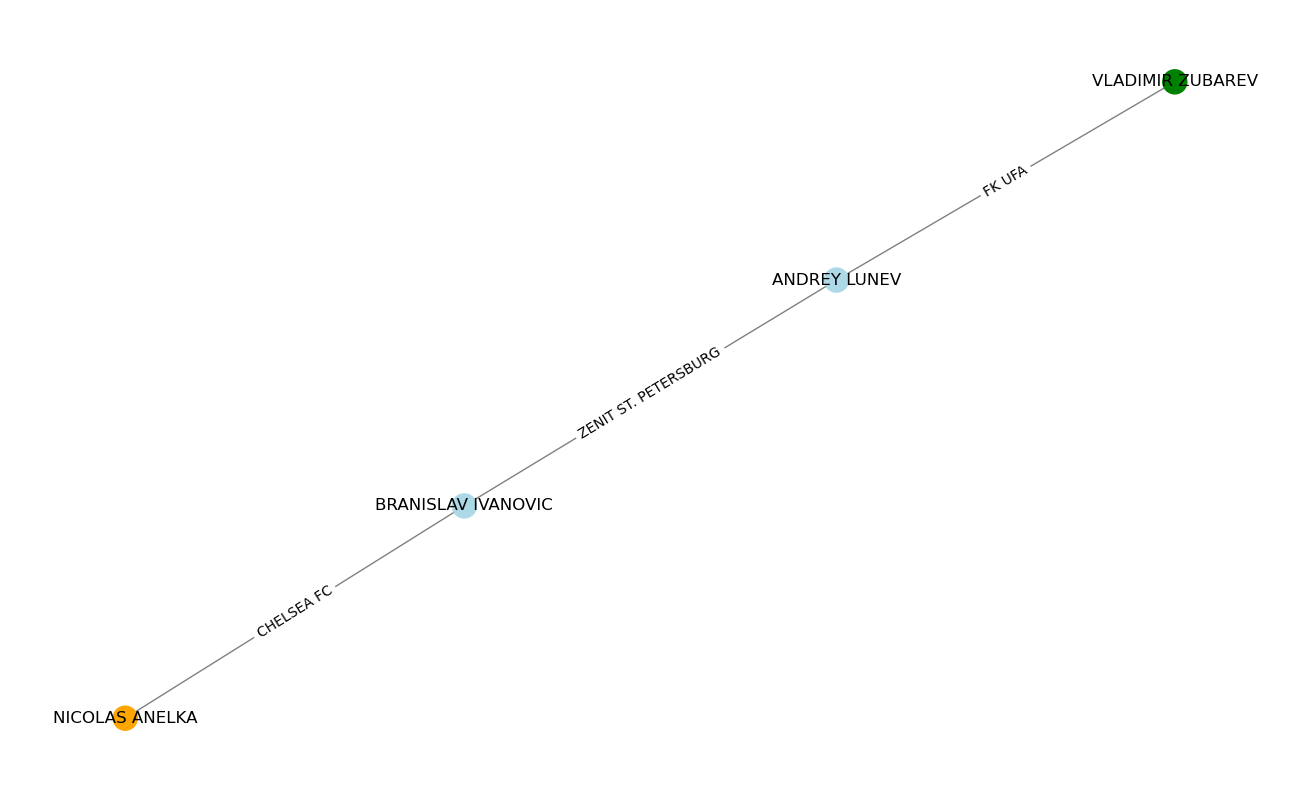 VLADIMIR ZUBAREV
FK UFA
ANDREY LUNEV
ZENIT ST. PETERSBURG
BRANISLAV IVANOVIC
CHELSEA FC
NICOLAS ANELKA